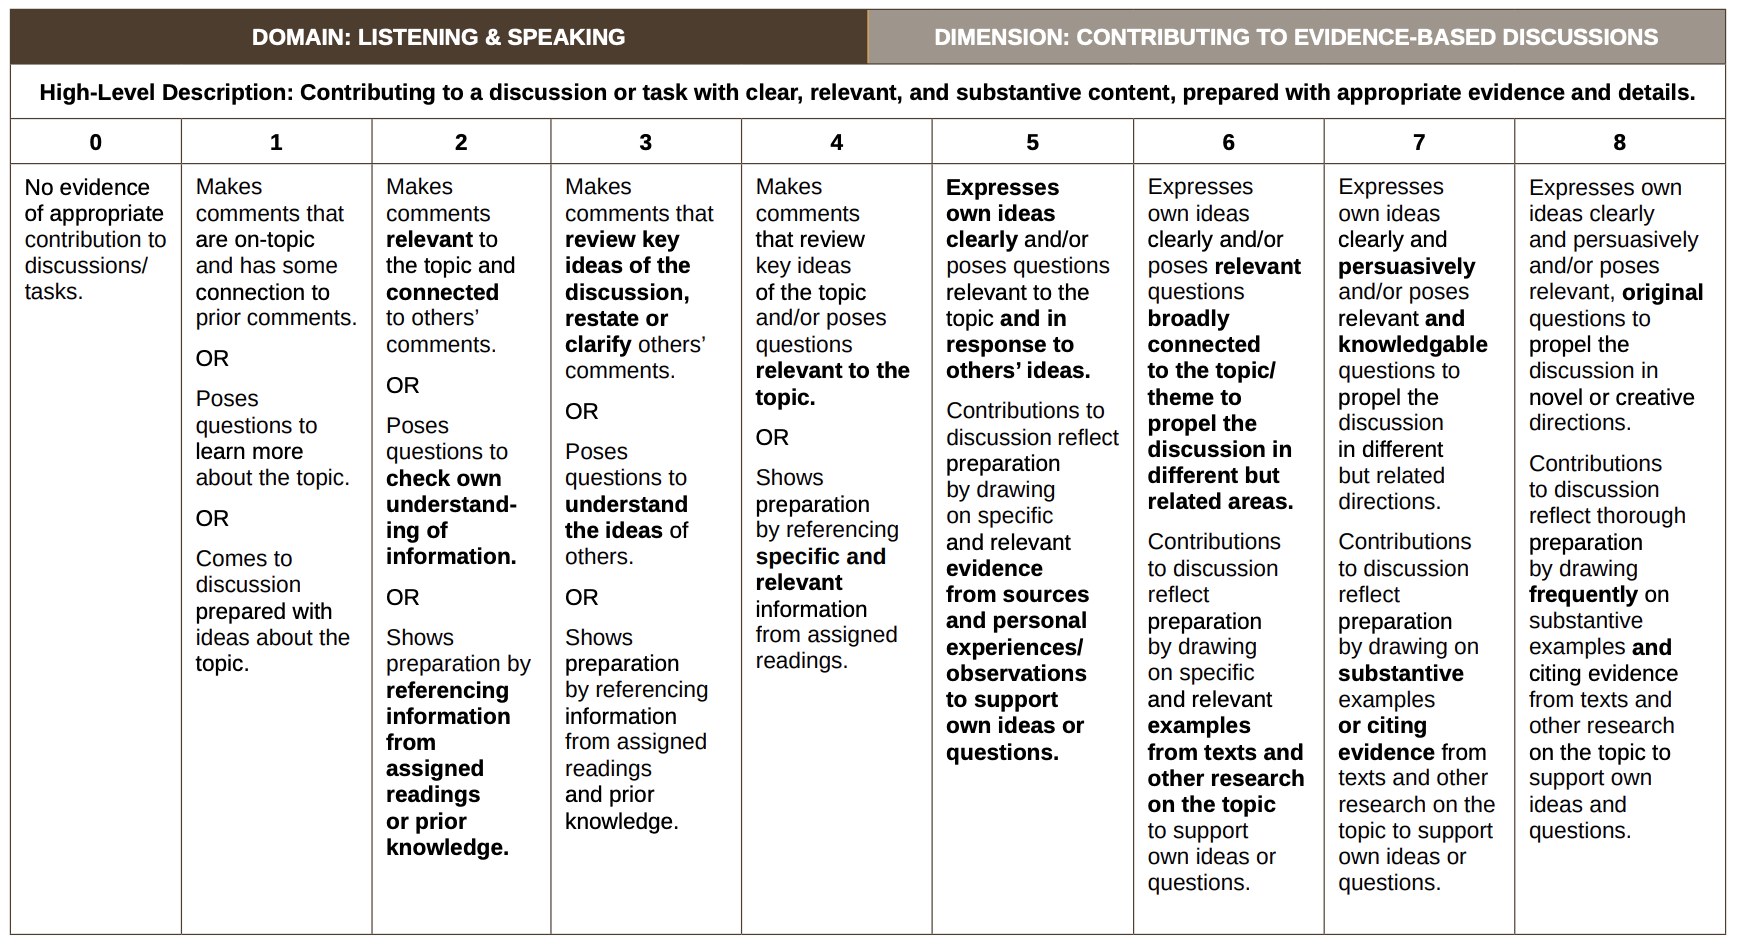 DOMAIN: LISTENING & SPEAKING
DIMENSION: CONTRIBUTING TO EVIDENCE-BASED DISCUSSIONS
High-Level Description: Contributing to a discussion or task with clear, relevant, and substantive content, prepared with appropriate evidence and details.
0
1
2
3
4
5
6
7
8
No evidence
of appropriate
contribution to
discussions/
tasks.
Makes
comments that
are on-topic
and has some
connection to
prior comments.
OR
Poses
questions to
learn more
about the topic.
OR
Comes to
discussion
prepared with
ideas about the
topic.
Makes
comments
relevant to
the topic and
connected
to others’
comments.
OR
Poses
questions to
check own
understand-
ing of
information.
OR
Shows
preparation by
referencing
information
from
assigned
readings
or prior
knowledge.
Makes
comments that
review key
ideas of the
discussion,
restate or
clarify others’
comments.
OR
Poses
questions to
understand
the ideas of
others.
OR
Shows
preparation
by referencing
information
from assigned
readings
and prior
knowledge.
Makes
comments
that review
key ideas
of the topic
and/or poses
questions
relevant to the
topic.
OR
Shows
preparation
by referencing
specific and
relevant
information
from assigned
readings.
Expresses
own ideas
clearly and/or
poses questions
relevant to the
topic and in
response to
others’ ideas.
Contributions to
discussion reflect
preparation
by drawing
on specific
and relevant
evidence
from sources
and personal
experiences/
observations
to support
own ideas or
questions.
Expresses
own ideas
clearly and/or
poses relevant
questions
broadly
connected
to the topic/
theme to
propel the
discussion in
different but
related areas.
Contributions
to discussion
reflect
preparation
by drawing
on specific
and relevant
examples
from texts and
other research
on the topic
to support
own ideas or
questions.
Expresses
own ideas
clearly and
persuasively
and/or poses
relevant and
knowledgable
questions to
propel the
discussion
in different
but related
directions.
Contributions
to discussion
reflect
preparation
by drawing on
substantive
examples
or citing
evidence from
texts and other
research on the
topic to support
own ideas or
questions.
Expresses own
ideas clearly
and persuasively
and/or poses
relevant, original
questions to
propel the
discussion in
novel or creative
directions.
Contributions
to discussion
reflect thorough
preparation
by drawing
frequently on
substantive
examples and
citing evidence
from texts and
other research
on the topic to
support own
ideas and
questions.